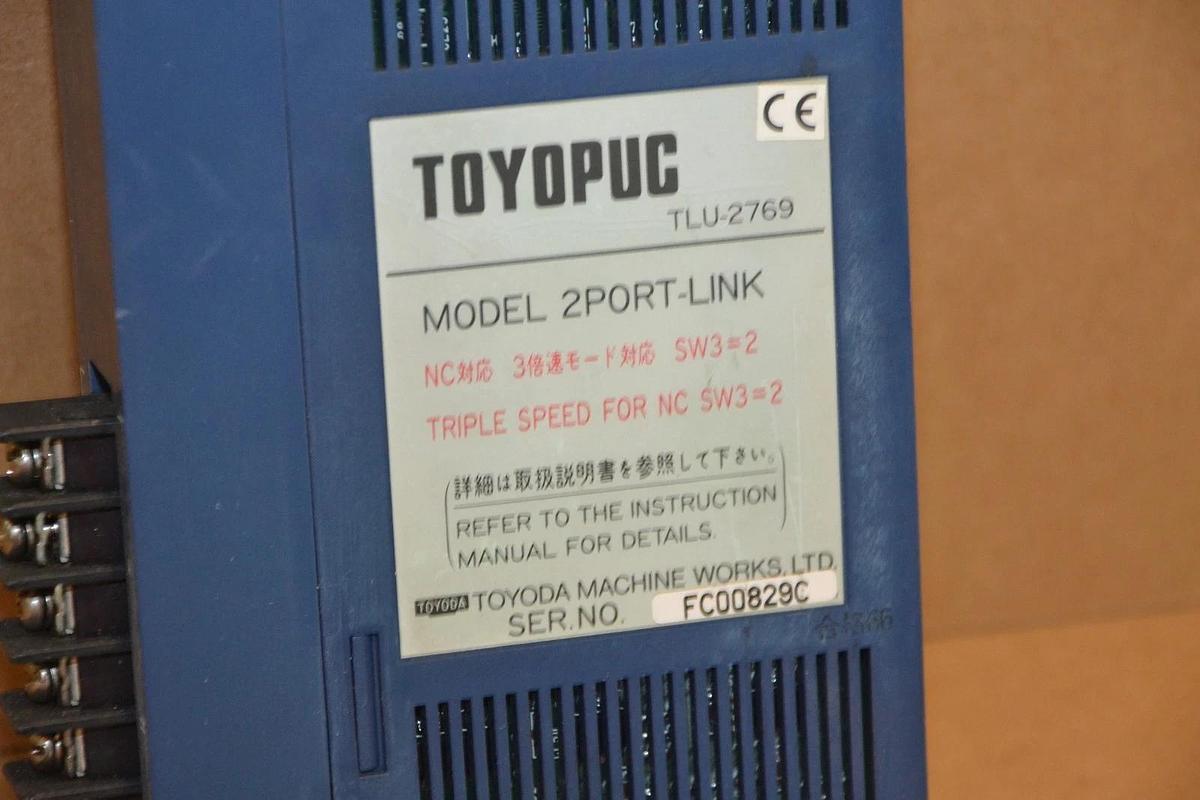 CE
TOYOPUC
TLU-2769
MODEL 2PORT-LINK
NC対応 3倍速モード対応 SW3=2
TRIPLE SPEED FOR NC SW3=2
(詳細は取扱説明書を参照して下さい。
REFER TO THE INSTRUCTION
MANUAL FOR DETAILS.)
TOYODA TOYODA MACHINE WORKS, LTD.
SER.NO. FC00829C